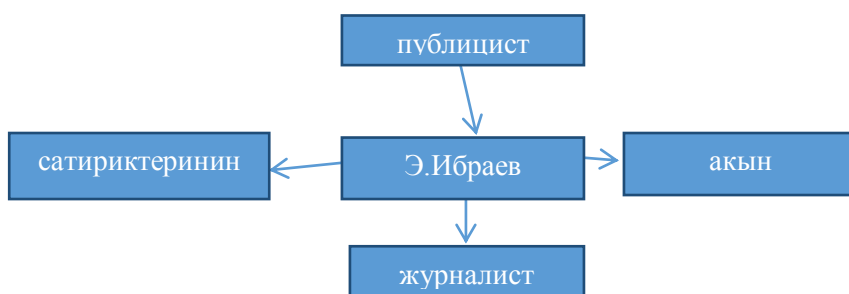 публицист
сатириктеринин
Э.Ибраев
акын
журналист